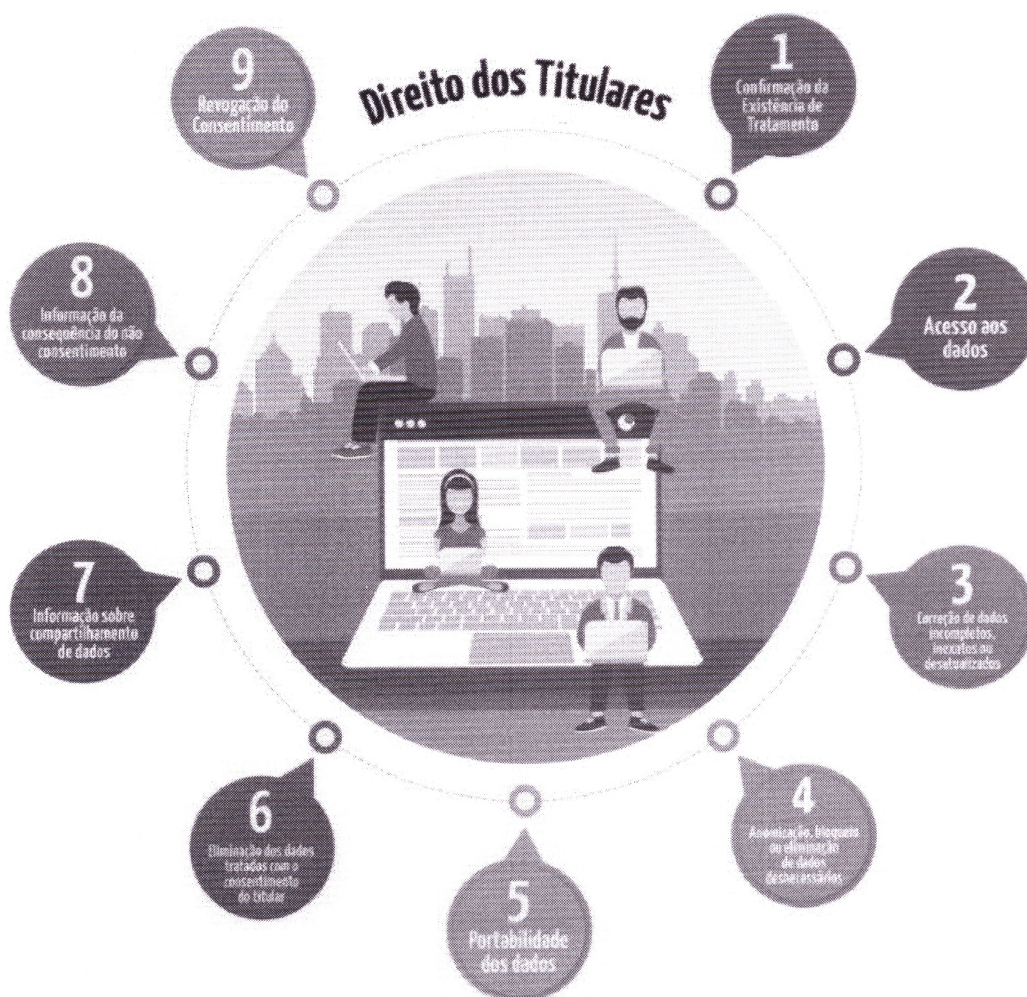 Direito dos Titulares
1
Confirmação da
Existência de
Tratamento
2
Acesso aos
dados
3
Correção de dados
incompletos,
inexatos ou
desatualizados
4
Anonização, bloqueio
ou eliminação
de dados
desnecessários
5
Portabilidade
dos dados
6
Eliminação dos dados
tratados com o
consentimento
do titular
7
Informação sobre
compartilhamento
de dados
8
Informação da
consequência do não
consentimento
9
Revogação do
Consentimento